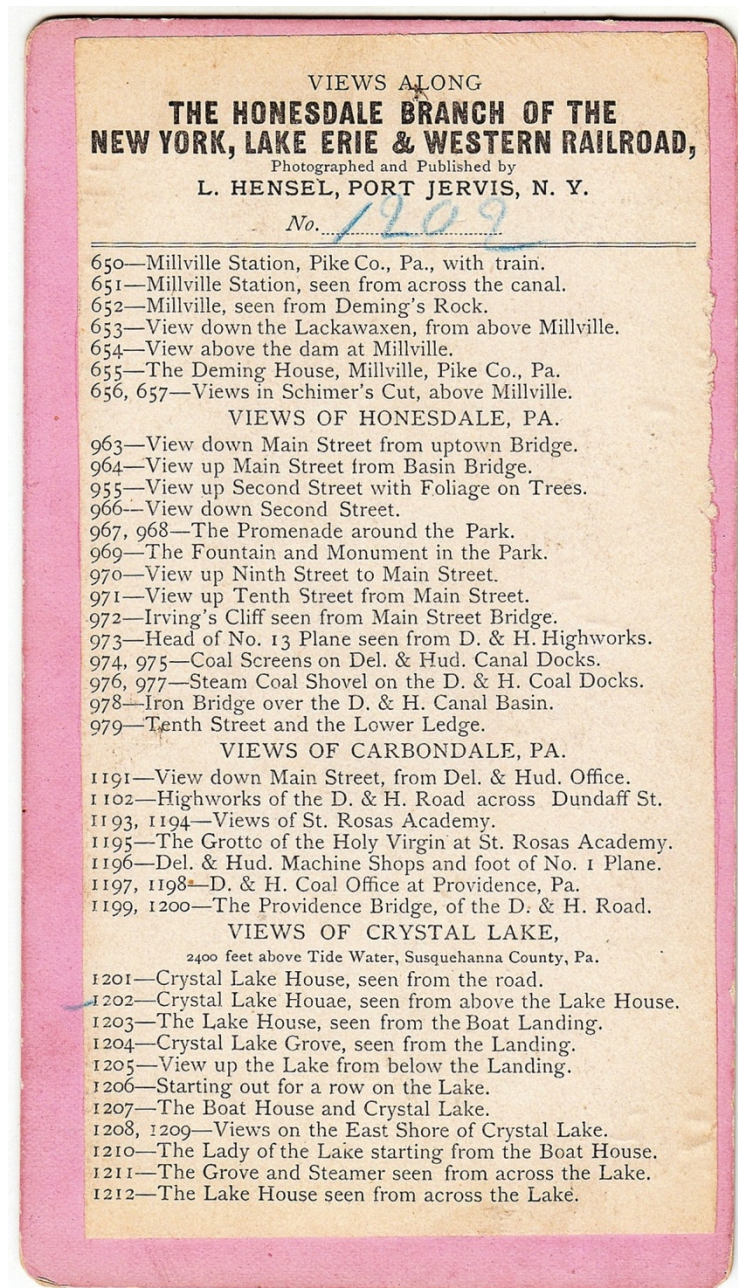 VIEWS ALONG
THE HONESDALE BRANCH OF THE
NEW YORK, LAKE ERIE & WESTERN RAILROAD,
Photographed and Published by
L. HENSEL, PORT JERVIS, N. Y.
No. 1202
650—Millville Station, Pike Co., Pa., with train.
651—Millville Station, seen from across the canal.
652—Millville, seen from Deming's Rock.
653—View down the Lackawaxen, from above Millville.
654—View above the dam at Millville.
655—The Deming House, Millville, Pike Co., Pa.
656, 657—Views in Schimer's Cut, above Millville.
VIEWS OF HONESDALE, PA.
963—View down Main Street from uptown Bridge.
964—View up Main Street from Basin Bridge.
955—View up Second Street with Foliage on Trees.
966—View down Second Street.
967, 968—The Promenade around the Park.
969—The Fountain and Monument in the Park.
970—View up Ninth Street to Main Street.
971—View up Tenth Street from Main Street.
972—Irving's Cliff seen from Main Street Bridge.
973—Head of No. 13 Plane seen from D. & H. Highworks.
974, 975—Coal Screens on Del. & Hud. Canal Docks.
976, 977—Steam Coal Shovel on the D. & H. Coal Docks.
978—Iron Bridge over the D. & H. Canal Basin.
979—Tenth Street and the Lower Ledge.
VIEWS OF CARBONDALE, PA.
1191—View down Main Street, from Del. & Hud. Office.
1102—Highworks of the D. & H. Road across Dundaff St.
1193, 1194—Views of St. Rosas Academy.
1195—The Grotto of the Holy Virgin at St. Rosas Academy.
1196—Del. & Hud. Machine Shops and foot of No. 1 Plane.
1197, 1198—D. & H. Coal Office at Providence, Pa.
1199, 1200—The Providence Bridge, of the D. & H. Road.
VIEWS OF CRYSTAL LAKE,
2400 feet above Tide Water, Susquehanna County, Pa.
1201—Crystal Lake House, seen from the road.
1202—Crystal Lake Houae, seen from above the Lake House.
1203—The Lake House, seen from the Boat Landing.
1204—Crystal Lake Grove, seen from the Landing.
1205—View up the Lake from below the Landing.
1206—Starting out for a row on the Lake.
1207—The Boat House and Crystal Lake.
1208, 1209—Views on the East Shore of Crystal Lake.
1210—The Lady of the Lake starting from the Boat House.
1211—The Grove and Steamer seen from across the Lake.
1212—The Lake House seen from across the Lake.